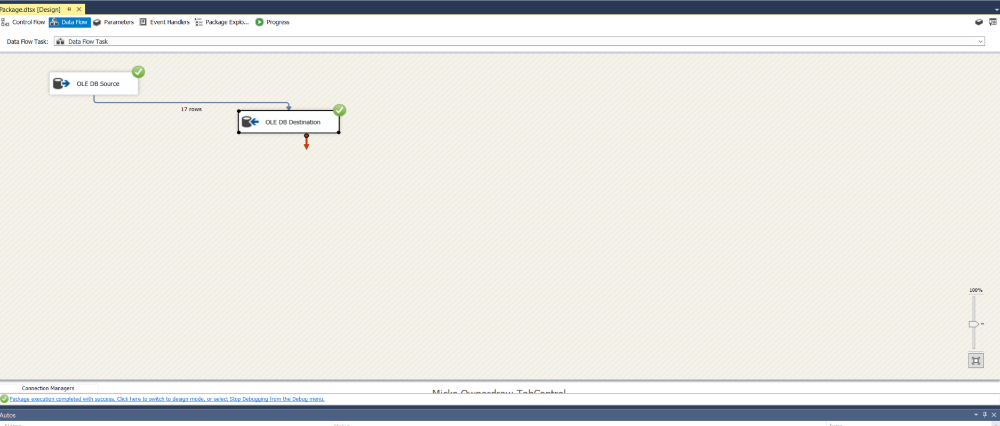 Package.dtsx [Design]
Control Flow Data Flow Parameters Event Handlers Package Explo... Progress
Data Flow Task: Data Flow Task
OLE DB Source
17 rows
OLE DB Destination
100%
Connection Managers
Micks Ownerdraw TabControl
Package execution completed with success. Click here to switch to design mode, or select Stop Debugging from the Debug menu.
Autos
Name Value Type